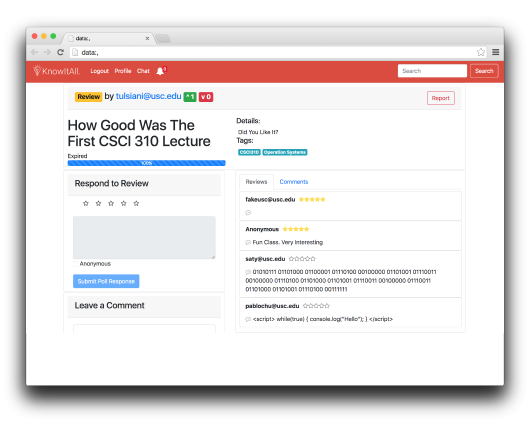 data:,
data:,
KnowItAll Logout Profile Chat Search Search
Review by tulsiani@usc.edu ^ 1 v 0 Report
How Good Was The
First CSCI 310 Lecture
Expired
100%
Details:
Did You Like It?
Tags:
CSCI310 Operation Systems
Respond to Review
Anonymous
Submit Poll Response
Leave a Comment
Reviews Comments
fakeusc@usc.edu
Anonymous
Fun Class. Very Interesting
saty@usc.edu
01010111 01101000 01100001 01110100 00100000 01101001 01110011
00100000 01110100 01101000 01101001 01110011 00100000 01110011
01101000 01101001 01110100 00111111
pablochu@usc.edu
<script> while(true) { console.log("Hello"); } </script>